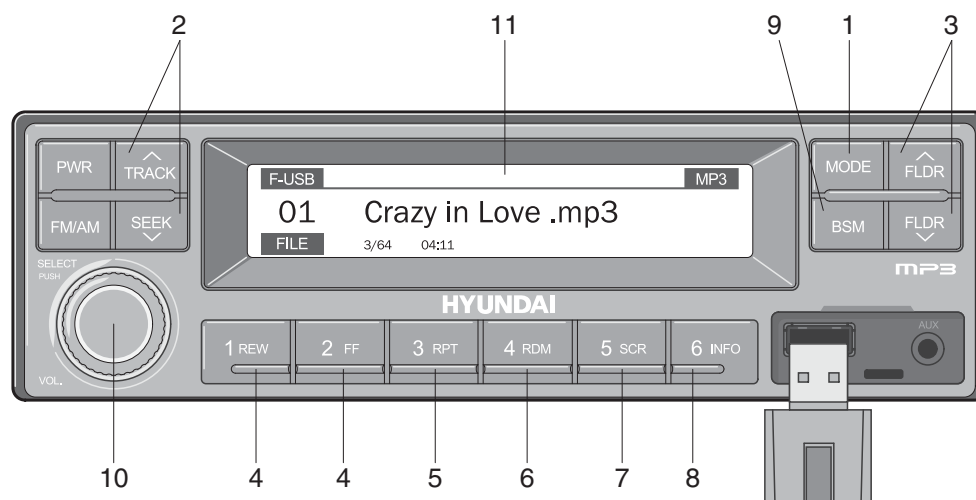 2 11 9 1 3
PWR
TRACK
FM/AM
SEEK
F-USB
MP3
01 Crazy in Love .mp3
FILE 3/64 04:11
MODE
FLDR
BSM
FLDR
MP3
SELECT
PUSH
VOL.
HYUNDAI
1 REW 2 FF 3 RPT 4 RDM 5 SCR 6 INFO
AUX
10 4 4 5 6 7 8